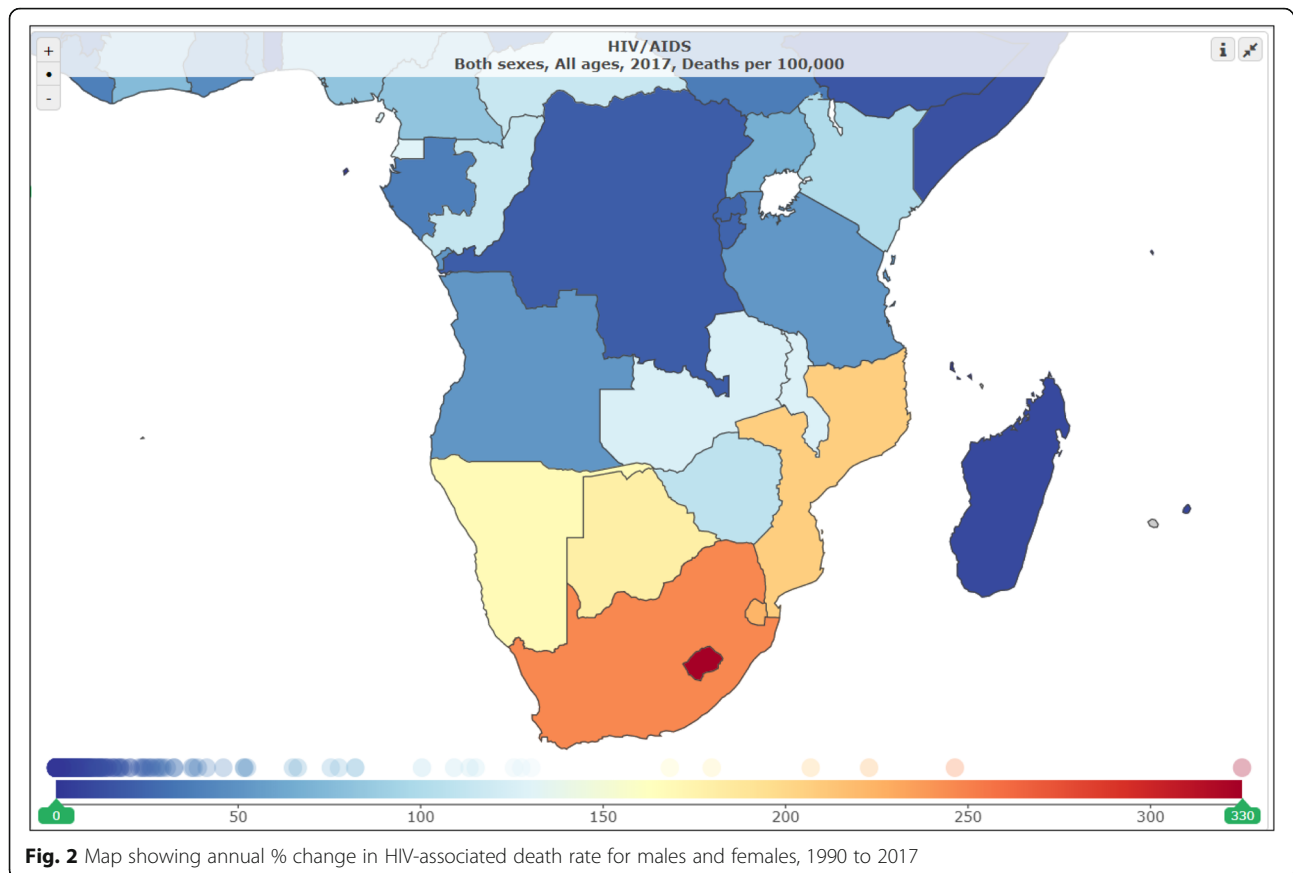 HIV/AIDS
Both sexes, All ages, 2017, Deaths per 100,000
+
•
-
i
0
50
100
150
200
250
300
330
Fig. 2 Map showing annual % change in HIV-associated death rate for males and females, 1990 to 2017